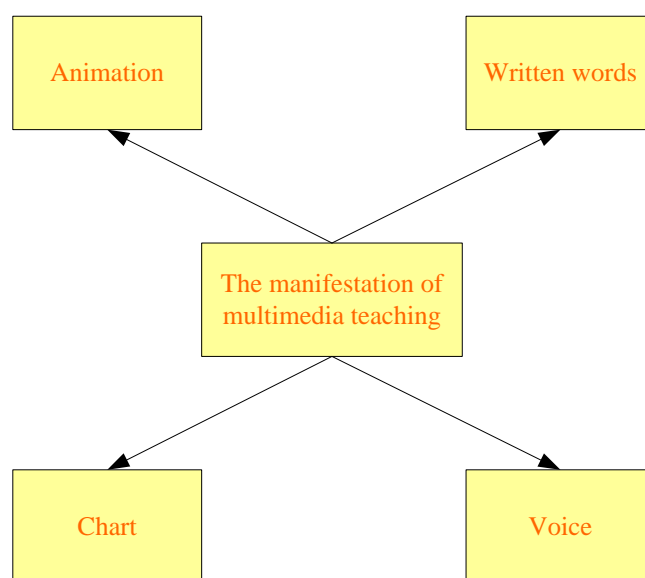 Animation
Written words
The manifestation of
multimedia teaching
Chart
Voice